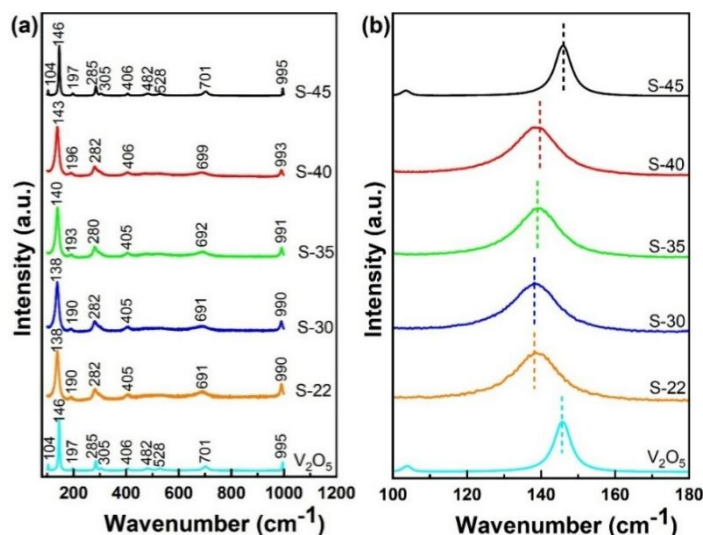 (a)
146
104
197
285
305
406
482
528
701
995
S-45
143
196
282
406
699
993
S-40
140
193
280
405
692
991
S-35
138
190
282
405
691
990
S-30
138
190
282
405
691
990
S-22
146
104
197
285
305
406
482
528
701
995
V₂O₅
Intensity (a.u.)
200 400 600 800 1000 1200
Wavenumber (cm⁻¹)
(b)
S-45
S-40
S-35
S-30
S-22
V₂O₅
Intensity (a.u.)
100 120 140 160 180
Wavenumber (cm⁻¹)